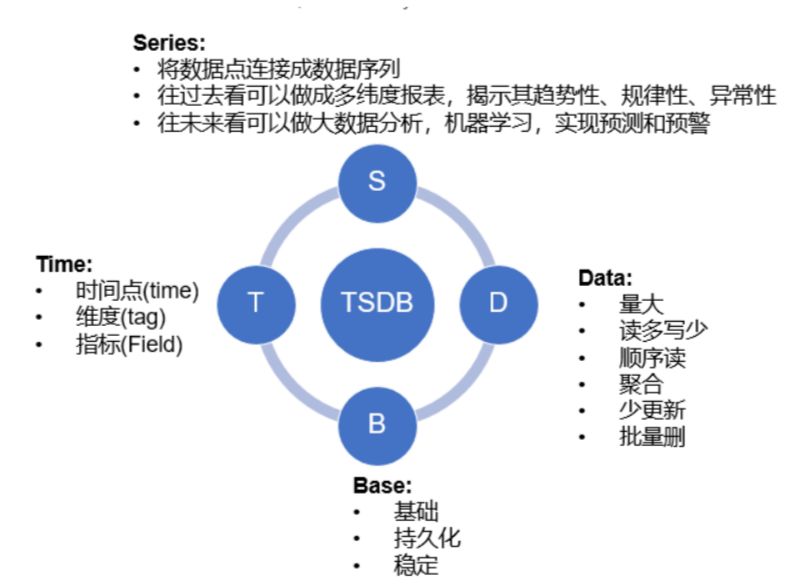 Series:
• 将数据点连接成数据序列
• 往过去看可以做成多纬度报表，揭示其趋势性、规律性、异常性
• 往未来看可以做大数据分析，机器学习，实现预测和预警
S
Time:
• 时间点(time)
• 维度(tag)
• 指标(Field)
T
TSDB
D
Data:
• 量大
• 读多写少
• 顺序读
• 聚合
• 少更新
• 批量删
B
Base:
• 基础
• 持久化
• 稳定